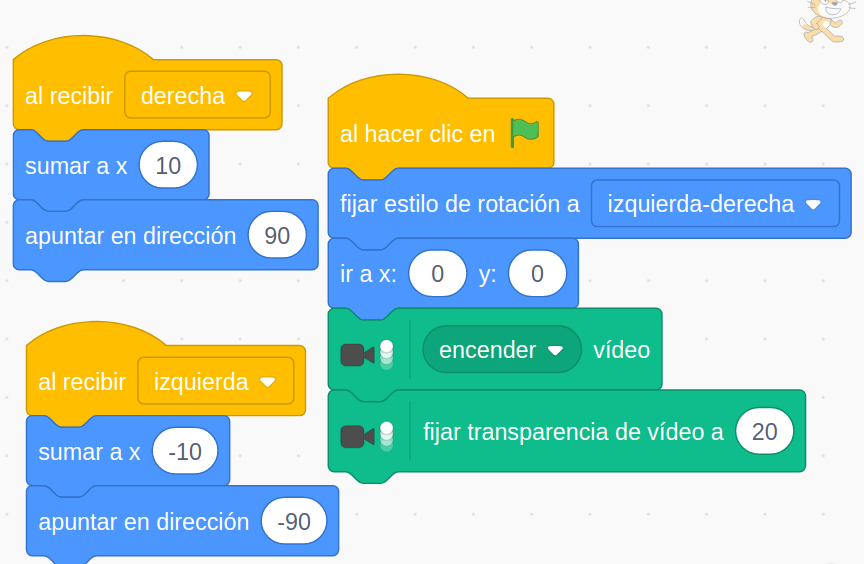 al recibir derecha
sumar a x 10
apuntar en dirección 90
al recibir izquierda
sumar a x -10
apuntar en dirección -90
al hacer clic en
fijar estilo de rotación a izquierda-derecha
ir a x: 0 y: 0
encender vídeo
fijar transparencia de vídeo a 20